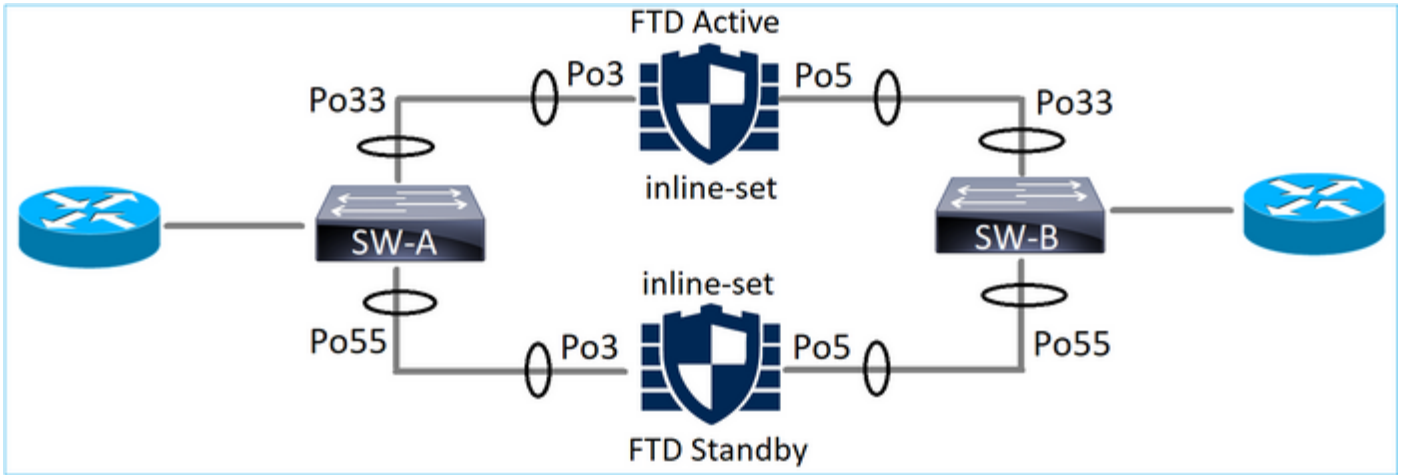 FTD Active
Po3
Po5
Po33
Po33
inline-set
SW-A
SW-B
inline-set
Po55
Po3
Po5
Po55
FTD Standby